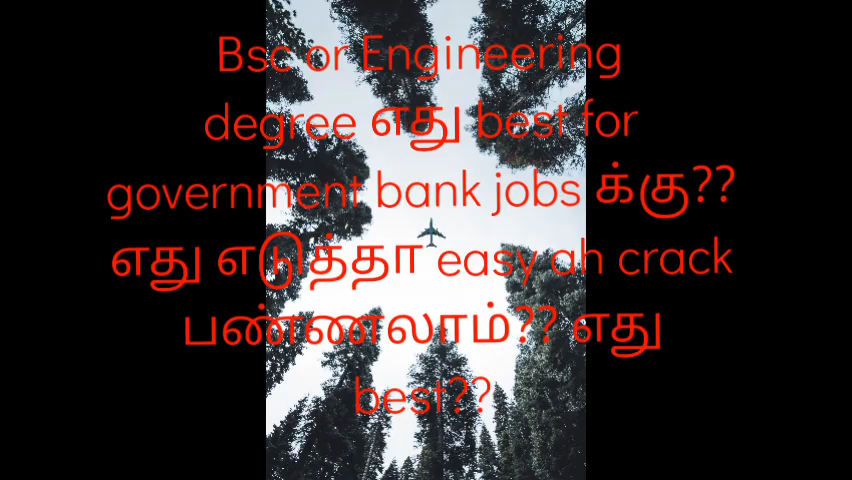 Bsc or Engineering
degree எது best for
government bank jobs க்கு??
எது எடுத்தா easy ah crack
பண்ணலாம்?? எது
best??